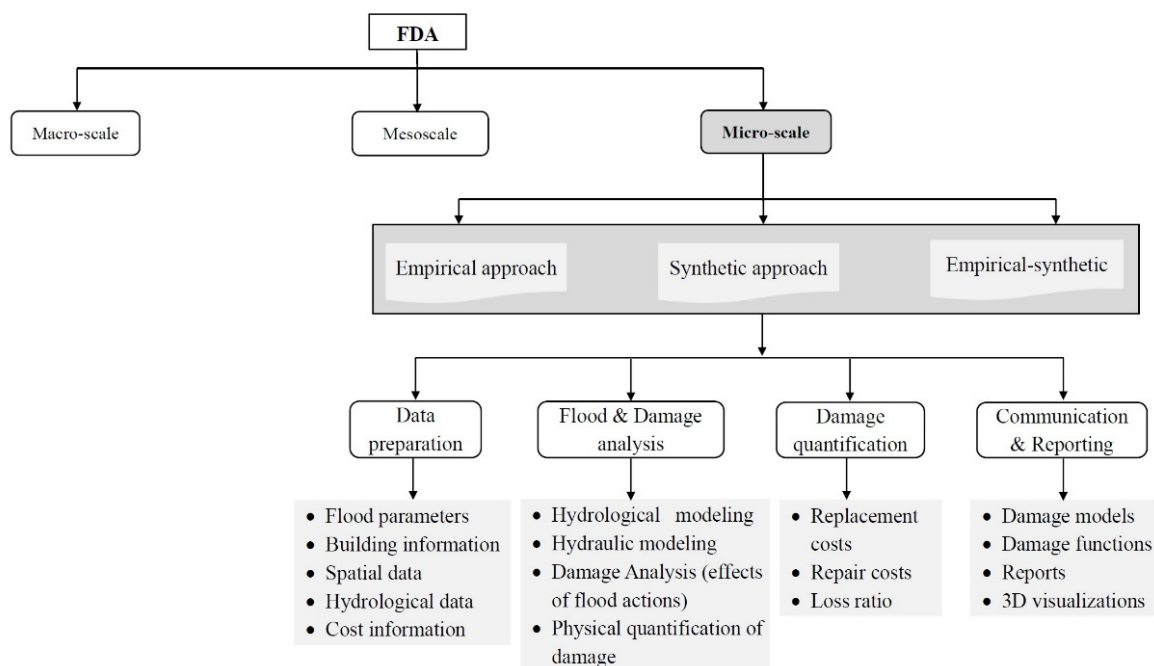 FDA
Macro-scale
Mesoscale
Micro-scale
Empirical approach
Synthetic approach
Empirical-synthetic
Data
preparation
Flood & Damage
analysis
Damage
quantification
Communication
& Reporting
• Flood parameters
• Building information
• Spatial data
• Hydrological data
• Cost information
• Hydrological modeling
• Hydraulic modeling
• Damage Analysis (effects
of flood actions)
• Physical quantification of
damage
• Replacement
costs
• Repair costs
• Loss ratio
• Damage models
• Damage functions
• Reports
• 3D visualizations